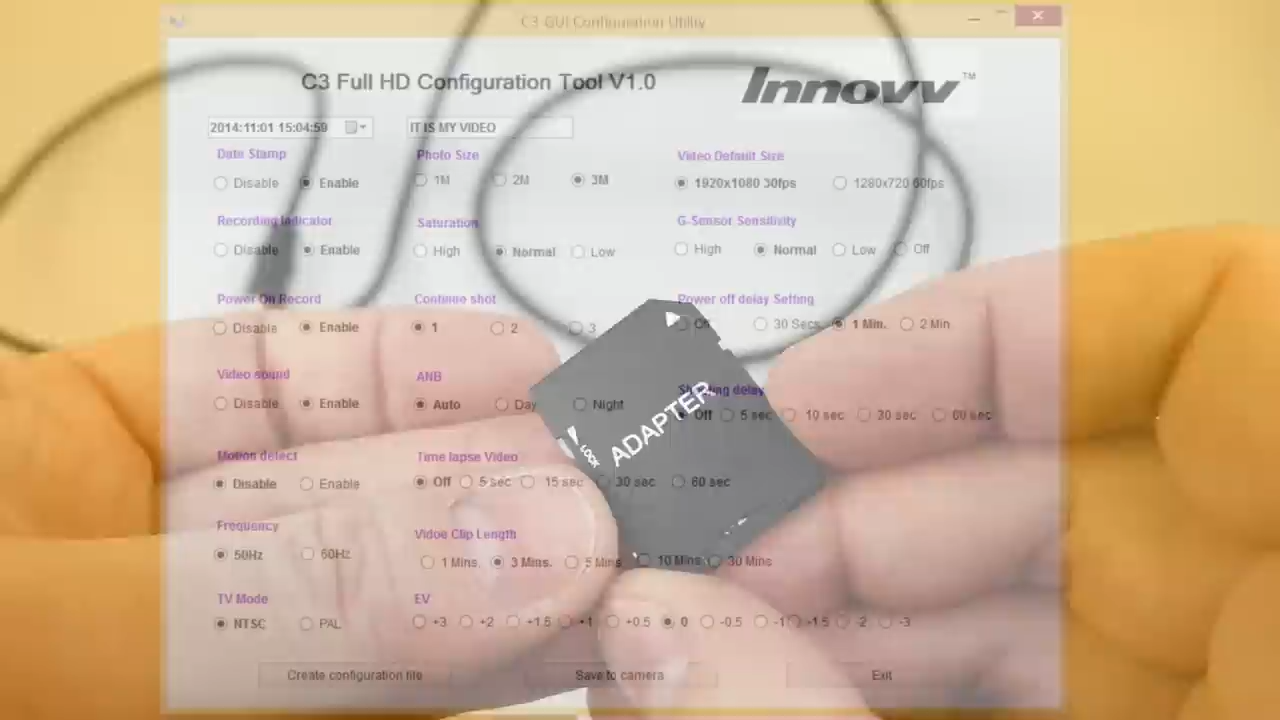 C3 GUI Configuration Utility
C3 Full HD Configuration Tool V1.0
Innovv™
2014:11:01 15:04:59
IT IS MY VIDEO
Date Stamp
Disable Enable
Photo Size
1M 2M 3M
Video Default Size
1920x1080 30fps 1280x720 60fps
Recording Indicator
Disable Enable
Saturation
High Normal Low
G-Sensor Sensitivity
High Normal Low Off
Power On Record
Disable Enable
Continue shot
1 2 3
Power off delay Setting
Off 30 Secs 1 Min. 2 Min
Video sound
Disable Enable
ANB
Auto Day Night
delay
Off 5 sec 10 sec 30 sec 60 sec
Motion detect
Disable Enable
Time lapse Video
Off 5 sec 15 sec 30 sec 60 sec
Frequency
50Hz 60Hz
Vidoe Clip Length
1 Mins. 3 Mins. 5 Mins 10 Mins 30 Mins
TV Mode
NTSC PAL
EV
+3 +2 +1.5 +1 +0.5 0 -0.5 -1 -1.5 -2 -3
Create configuration file
Save to camera
Exit
ADAPTER
LOCK